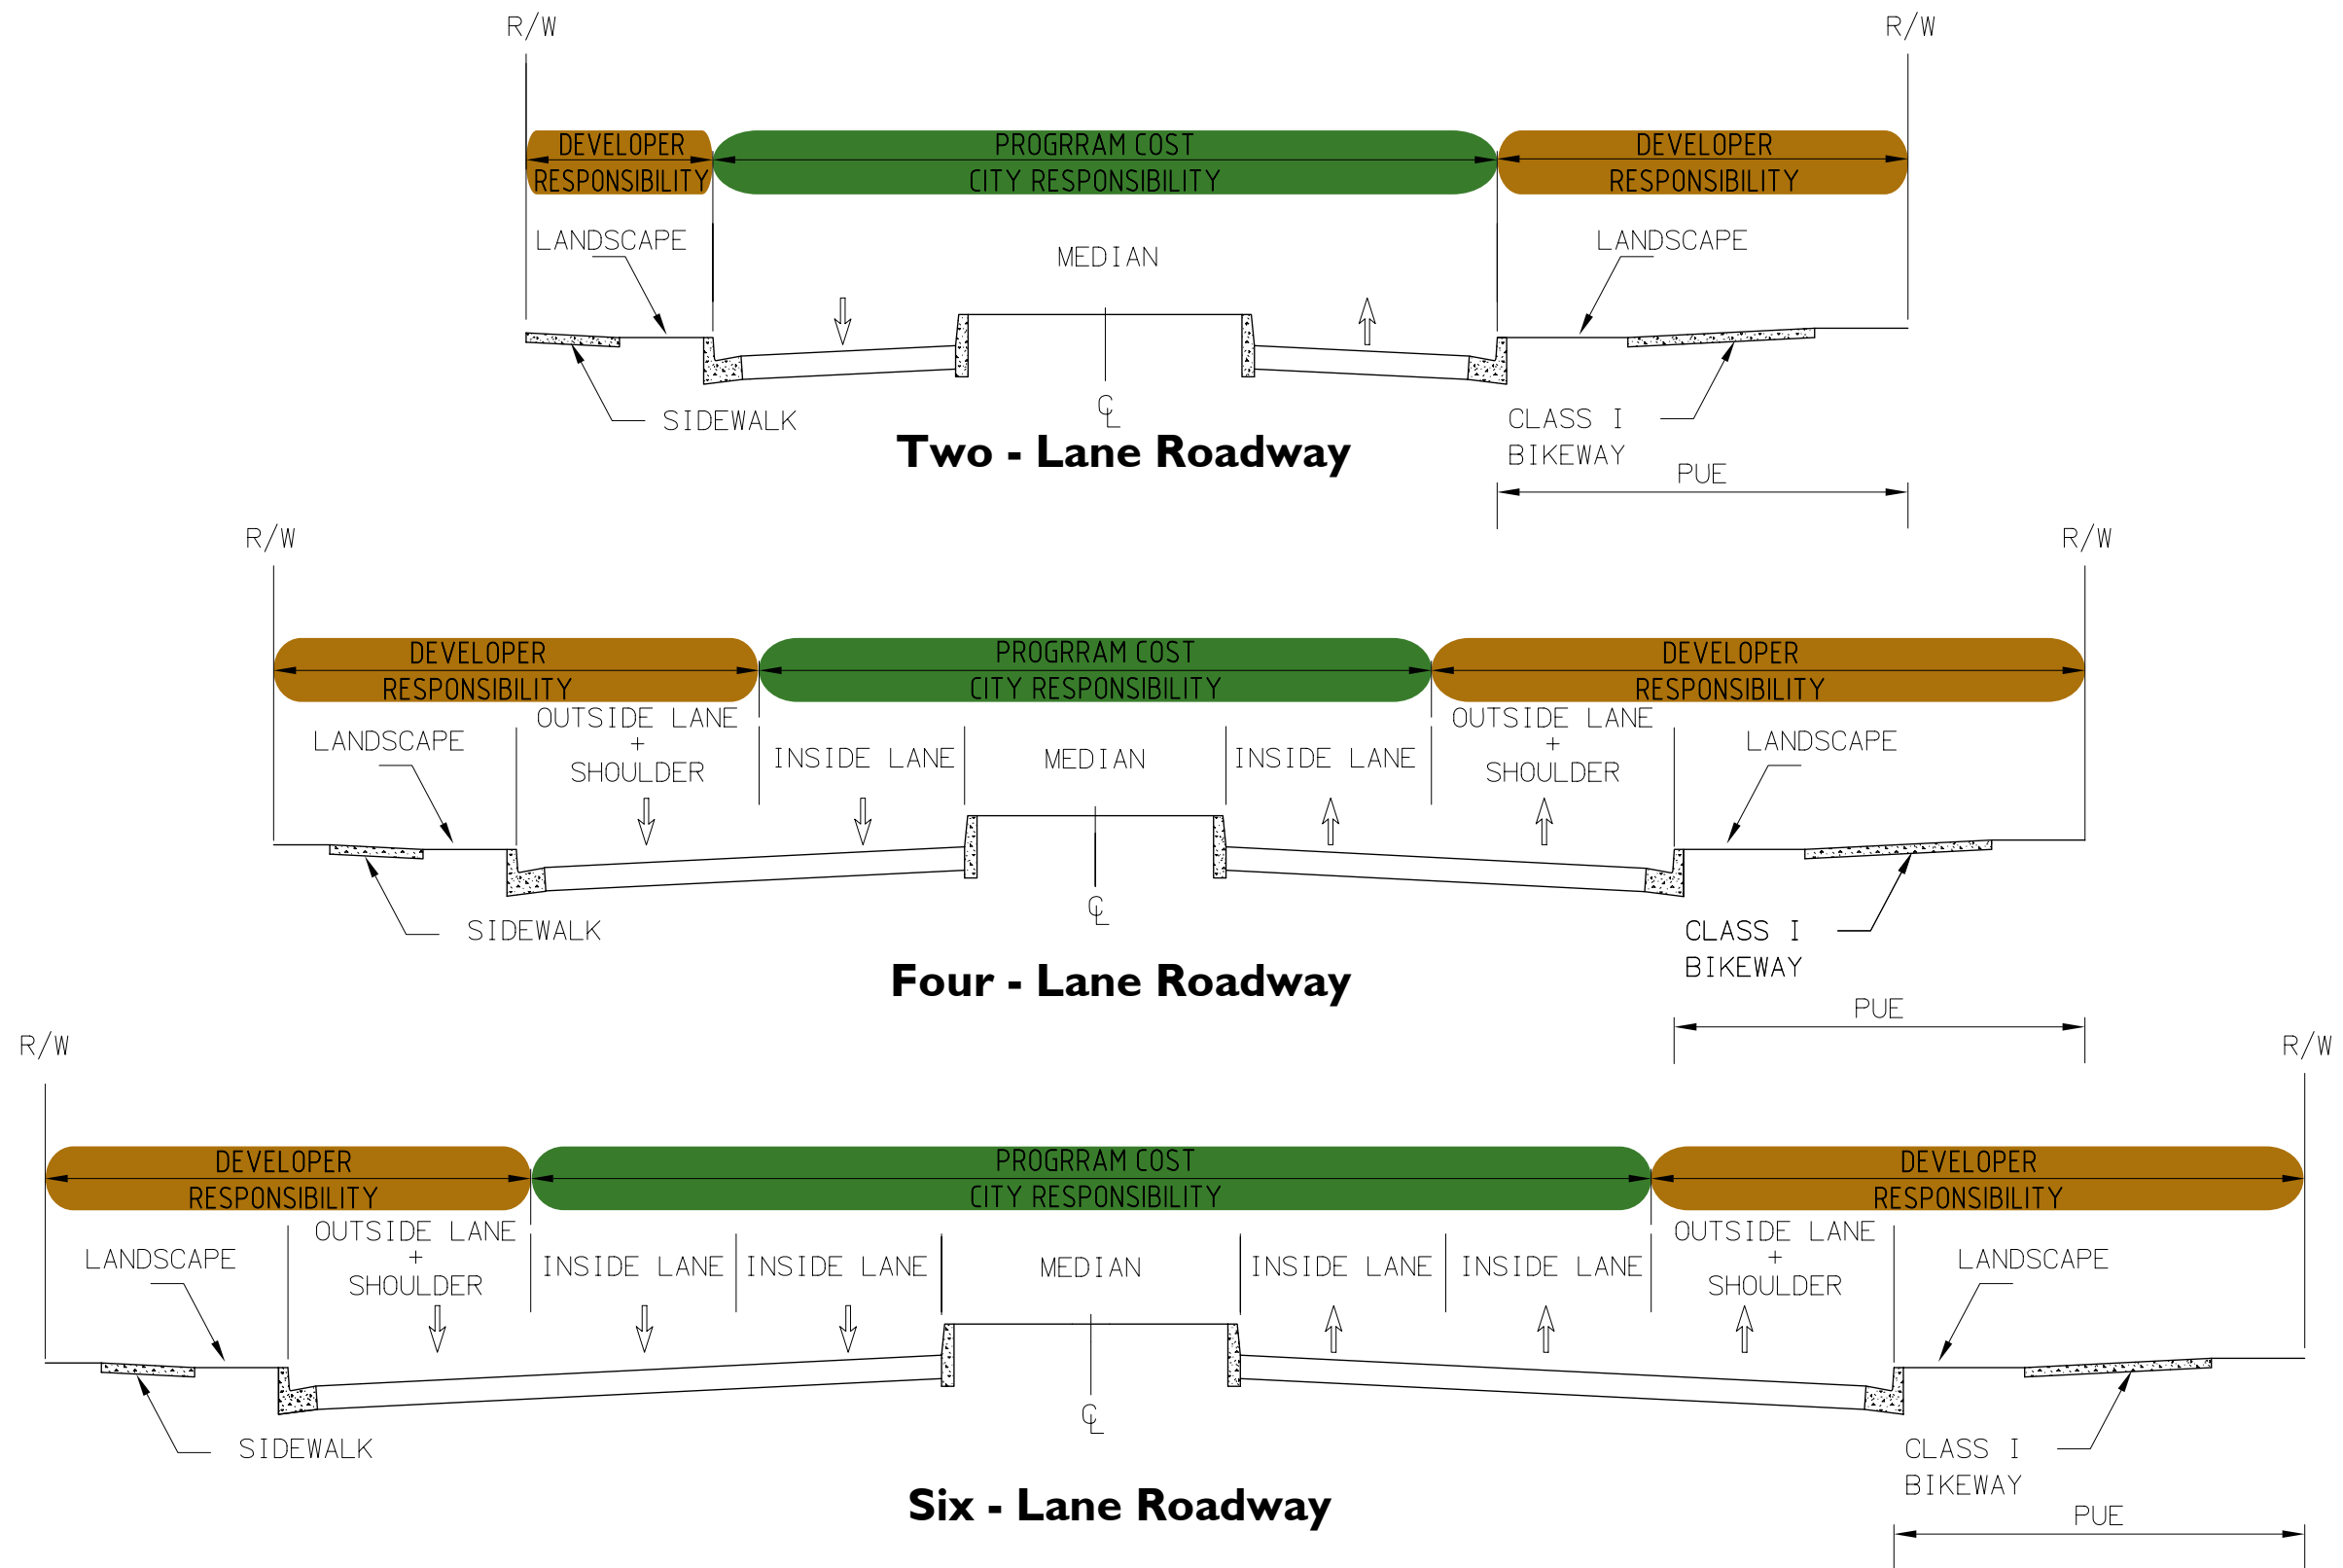 R/W
R/W
DEVELOPER
RESPONSIBILITY
PROGRRAM COST
CITY RESPONSIBILITY
DEVELOPER
RESPONSIBILITY
LANDSCAPE
MEDIAN
LANDSCAPE
SIDEWALK
CL
CLASS I
BIKEWAY
Two - Lane Roadway
PUE
R/W
R/W
DEVELOPER
RESPONSIBILITY
PROGRRAM COST
CITY RESPONSIBILITY
DEVELOPER
RESPONSIBILITY
LANDSCAPE
OUTSIDE LANE
+
SHOULDER
INSIDE LANE
MEDIAN
INSIDE LANE
OUTSIDE LANE
+
SHOULDER
LANDSCAPE
SIDEWALK
CL
CLASS I
BIKEWAY
Four - Lane Roadway
PUE
R/W
R/W
DEVELOPER
RESPONSIBILITY
PROGRRAM COST
CITY RESPONSIBILITY
DEVELOPER
RESPONSIBILITY
LANDSCAPE
OUTSIDE LANE
+
SHOULDER
INSIDE LANE
INSIDE LANE
MEDIAN
INSIDE LANE
INSIDE LANE
OUTSIDE LANE
+
SHOULDER
LANDSCAPE
SIDEWALK
CL
CLASS I
BIKEWAY
Six - Lane Roadway
PUE